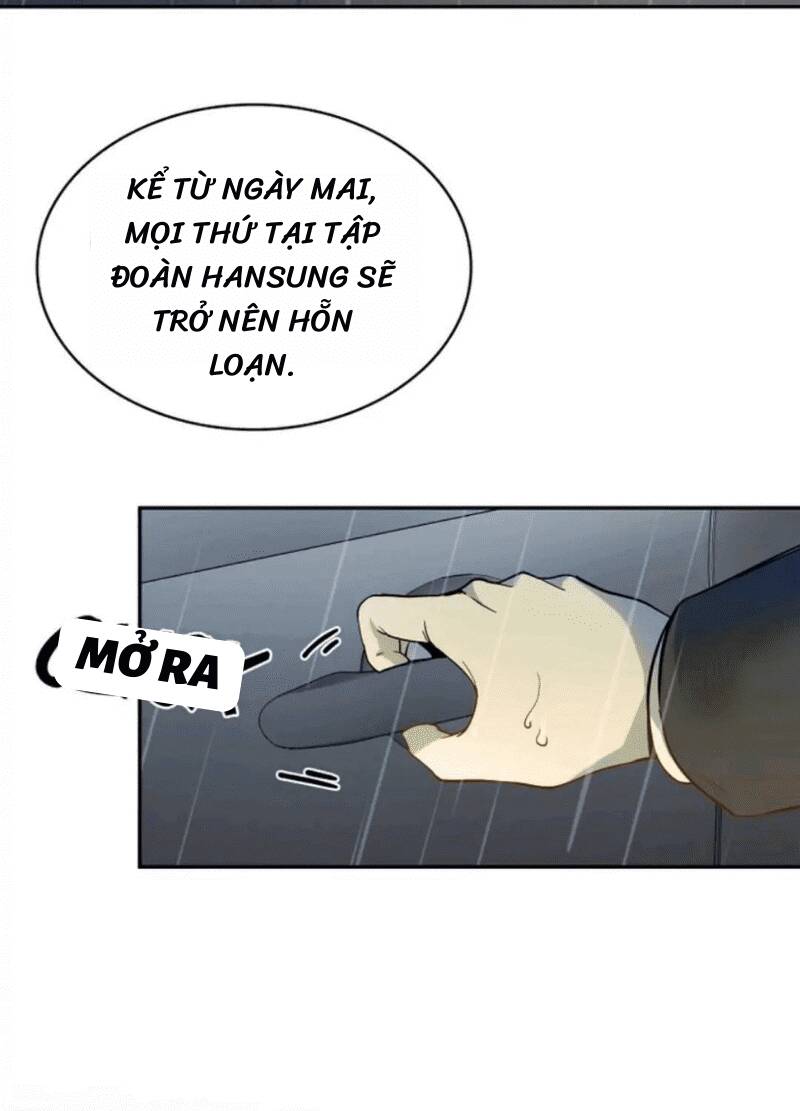 KỂ TỪ NGÀY MAI,
MỌI THỨ TẠI TẬP
ĐOÀN HANSUNG SẼ
TRỞ NÊN HỖN
LOẠN.
MỞ RA